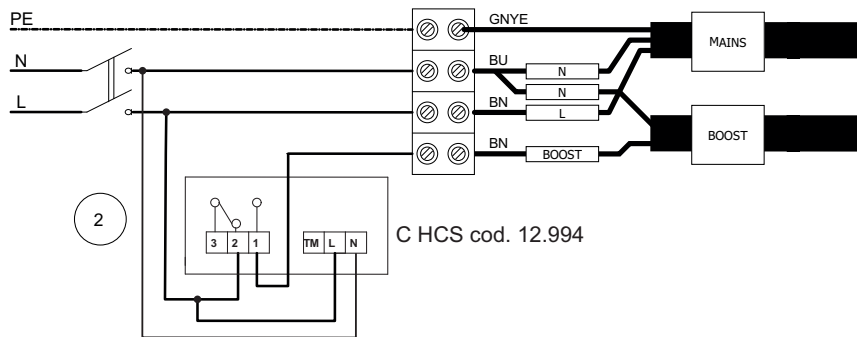 PE
GNYE
MAINS
N
BU
N
N
L
BN
L
BN
BOOST
BOOST
2
3 2 1
TM L N
C HCS cod. 12.994